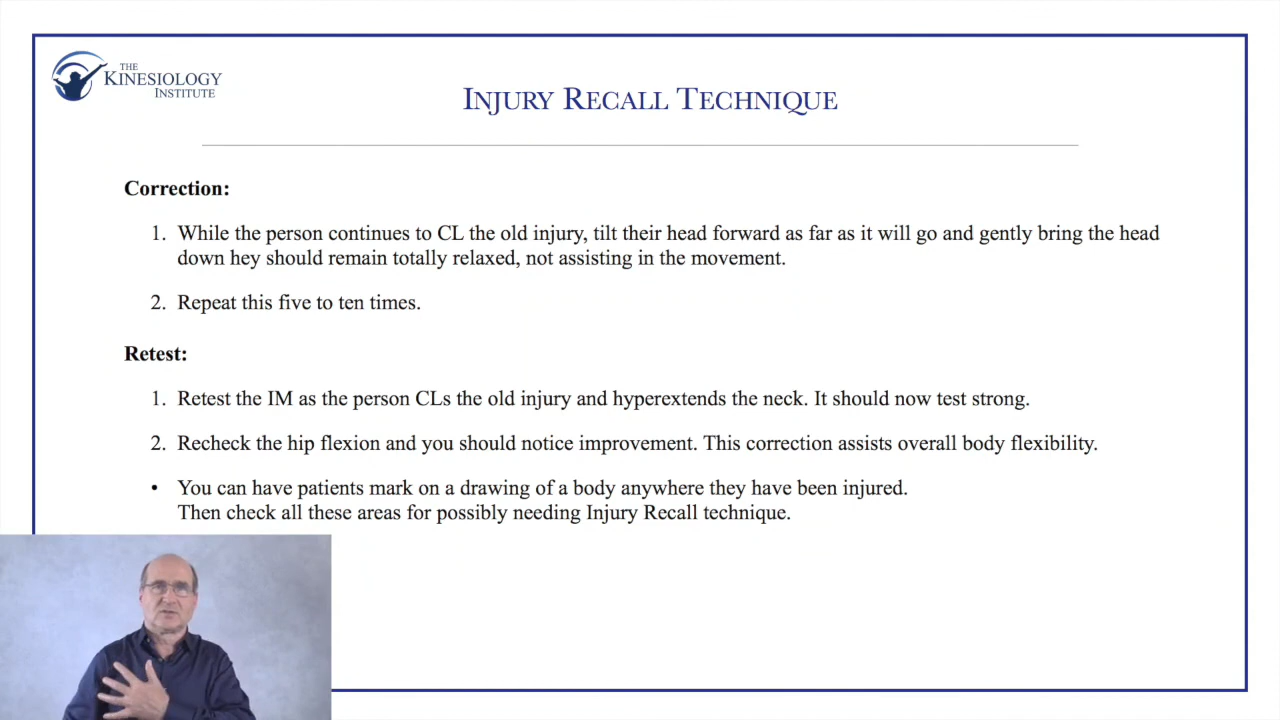 THE
KINESIOLOGY
INSTITUTE
INJURY RECALL TECHNIQUE
Correction:
1. While the person continues to CL the old injury, tilt their head forward as far as it will go and gently bring the head
down hey should remain totally relaxed, not assisting in the movement.
2. Repeat this five to ten times.
Retest:
1. Retest the IM as the person CLs the old injury and hyperextends the neck. It should now test strong.
2. Recheck the hip flexion and you should notice improvement. This correction assists overall body flexibility.
• You can have patients mark on a drawing of a body anywhere they have been injured.
Then check all these areas for possibly needing Injury Recall technique.